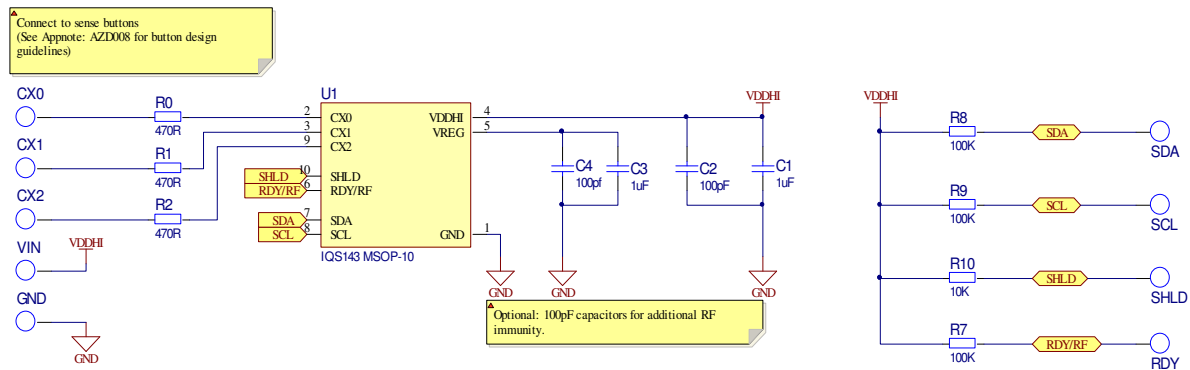 Connect to sense buttons
(See Appnote: AZD008 for button design
guidelines)
CX0
R0
470R
CX1
R1
470R
CX2
R2
470R
VIN
VDDHI
GND
GND
U1
2 CX0
3 CX1
9 CX2
SHLD 10 SHLD
RDY/RF 6 RDY/RF
SDA 7 SDA
SCL 8 SCL
VDDHI 4
VREG 5
GND 1
IQS143 MSOP-10
VDDHI
C4
100pf
C3
1uF
C2
100pF
C1
1uF
GND
GND
GND
Optional: 100pF capacitors for additional RF
immunity.
VDDHI
R8
100K
SDA
SDA
R9
100K
SCL
SCL
R10
10K
SHLD
SHLD
R7
100K
RDY/RF
RDY